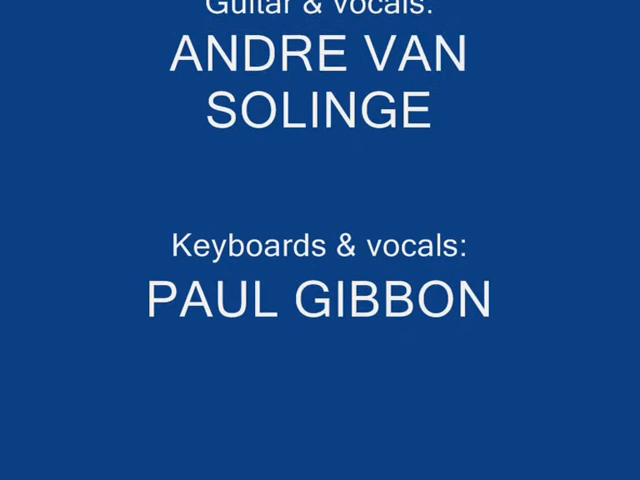 Guitar & vocals:
ANDRE VAN
SOLINGE
Keyboards & vocals:
PAUL GIBBON